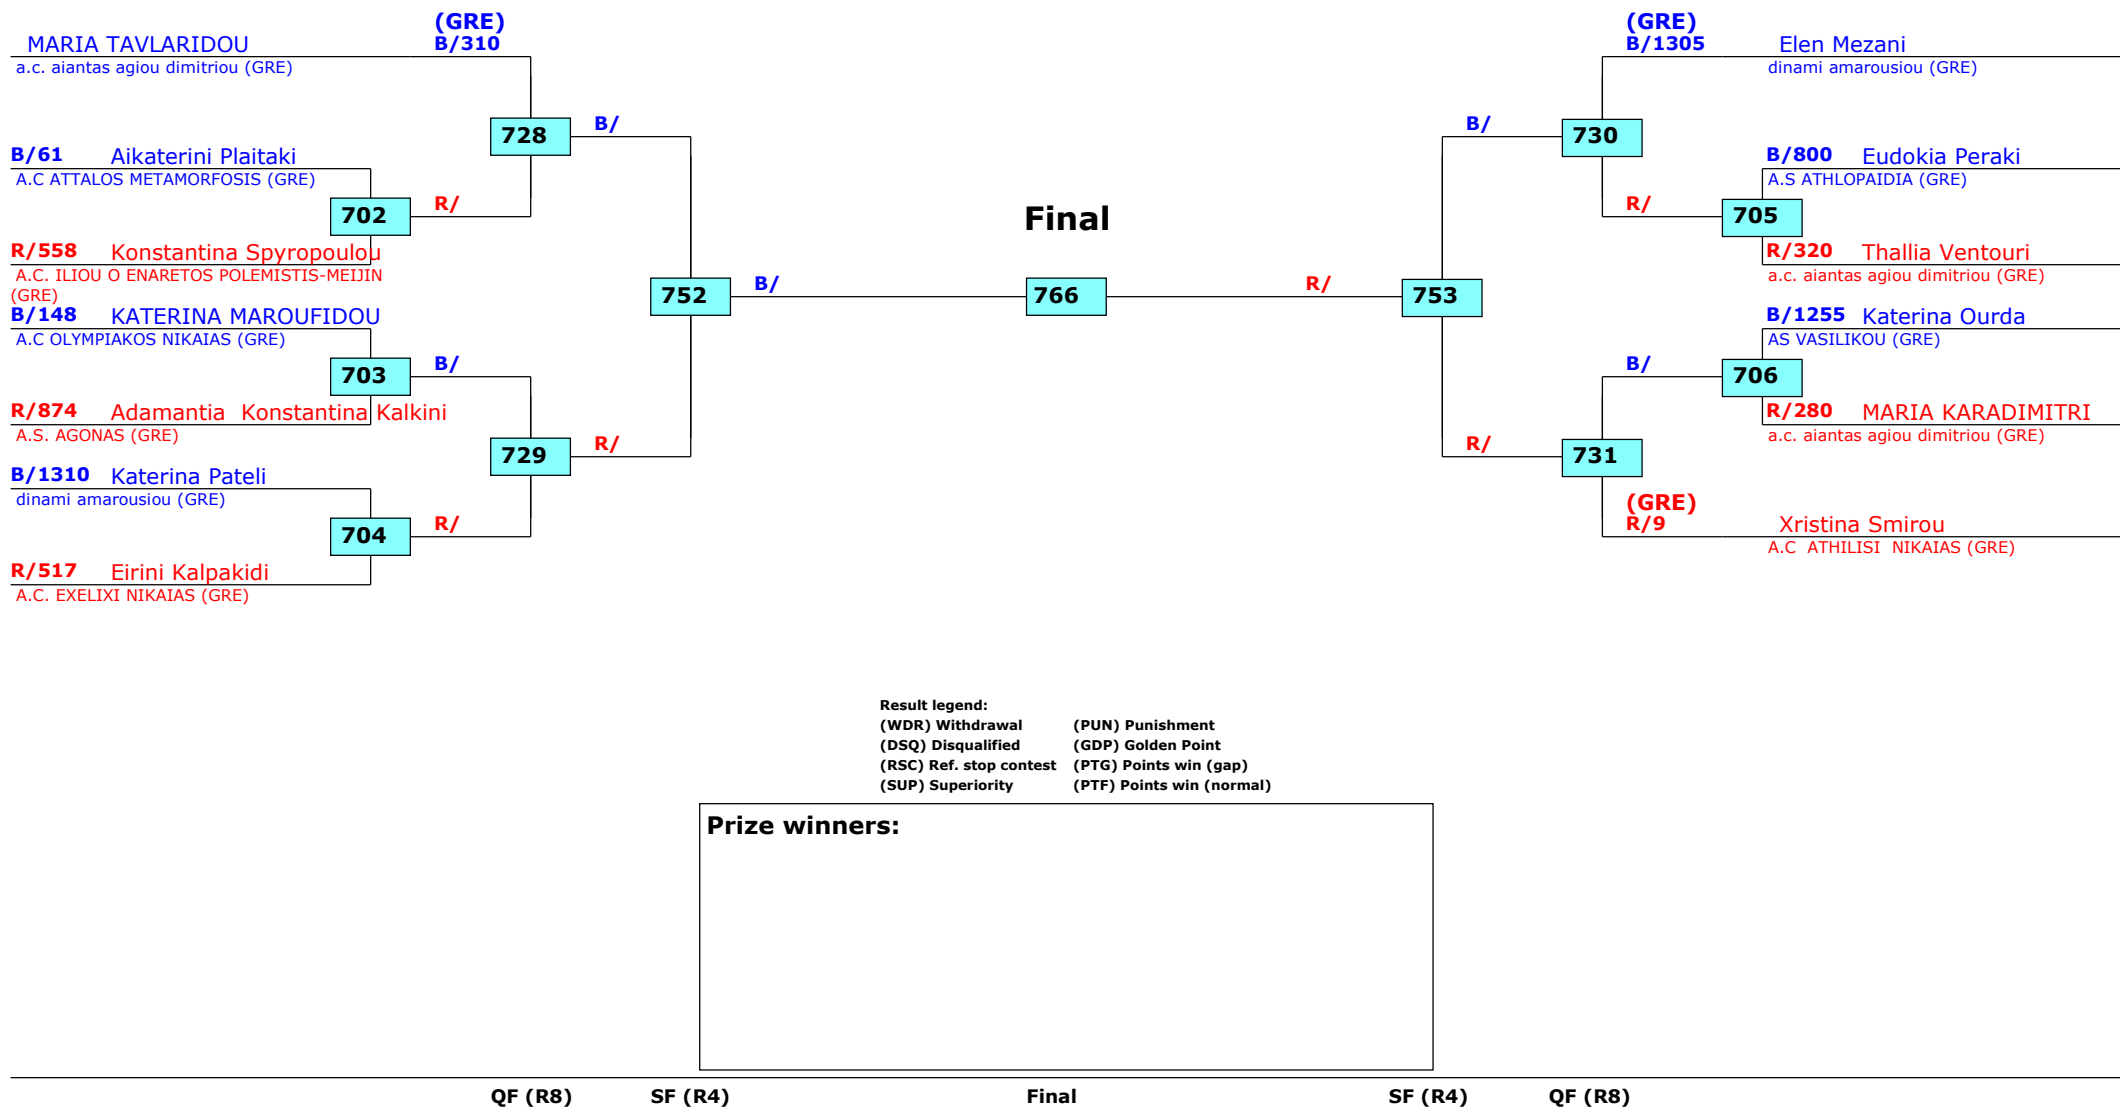 (GRE)
B/310
MARIA TAVLARIDOU
a.c. aiantas agiou dimitriou (GRE)
728
B/
B/61 Aikaterini Plaitaki
A.C ATTALOS METAMORFOSIS (GRE)
702
R/
R/558 Konstantina Spyropoulou
A.C. ILIOU O ENARETOS POLEMISTIS-MEIJIN
(GRE)
752
B/
B/148 KATERINA MAROUFIDOU
A.C OLYMPIAKOS NIKAIAS (GRE)
703
B/
R/874 Adamantia  Konstantina Kalkini
A.S. AGONAS (GRE)
729
R/
B/1310 Katerina Pateli
dinami amarousiou (GRE)
704
R/
R/517 Eirini Kalpakidi
A.C. EXELIXI NIKAIAS (GRE)
Final
766
(GRE)
B/1305 Elen Mezani
dinami amarousiou (GRE)
B/
730
B/800 Eudokia Peraki
A.S ATHLOPAIDIA (GRE)
R/
705
R/320 Thallia Ventouri
a.c. aiantas agiou dimitriou (GRE)
R/
753
B/1255 Katerina Ourda
AS VASILIKOU (GRE)
B/
706
R/280 MARIA KARADIMITRI
a.c. aiantas agiou dimitriou (GRE)
R/
731
(GRE)
R/9 Xristina Smirou
A.C  ATHILISI  NIKAIAS (GRE)
Result legend:
(WDR) Withdrawal (PUN) Punishment
(DSQ) Disqualified (GDP) Golden Point
(RSC) Ref. stop contest (PTG) Points win (gap)
(SUP) Superiority (PTF) Points win (normal)
Prize winners:
QF (R8) SF (R4) Final SF (R4) QF (R8)